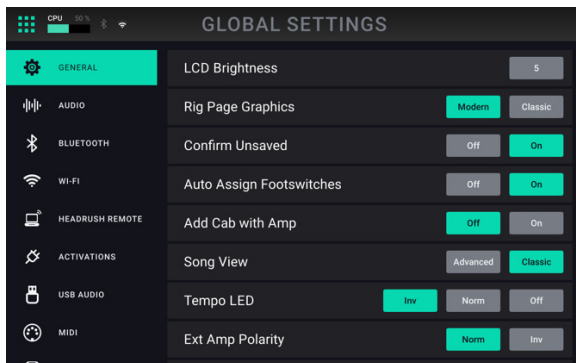 CPU 50 % GLOBAL SETTINGS
GENERAL
AUDIO
BLUETOOTH
WI-FI
HEADRUSH REMOTE
ACTIVATIONS
USB AUDIO
MIDI
LCD Brightness 5
Rig Page Graphics Modern Classic
Confirm Unsaved Off On
Auto Assign Footswitches Off On
Add Cab with Amp Off On
Song View Advanced Classic
Tempo LED Inv Norm Off
Ext Amp Polarity Norm Inv